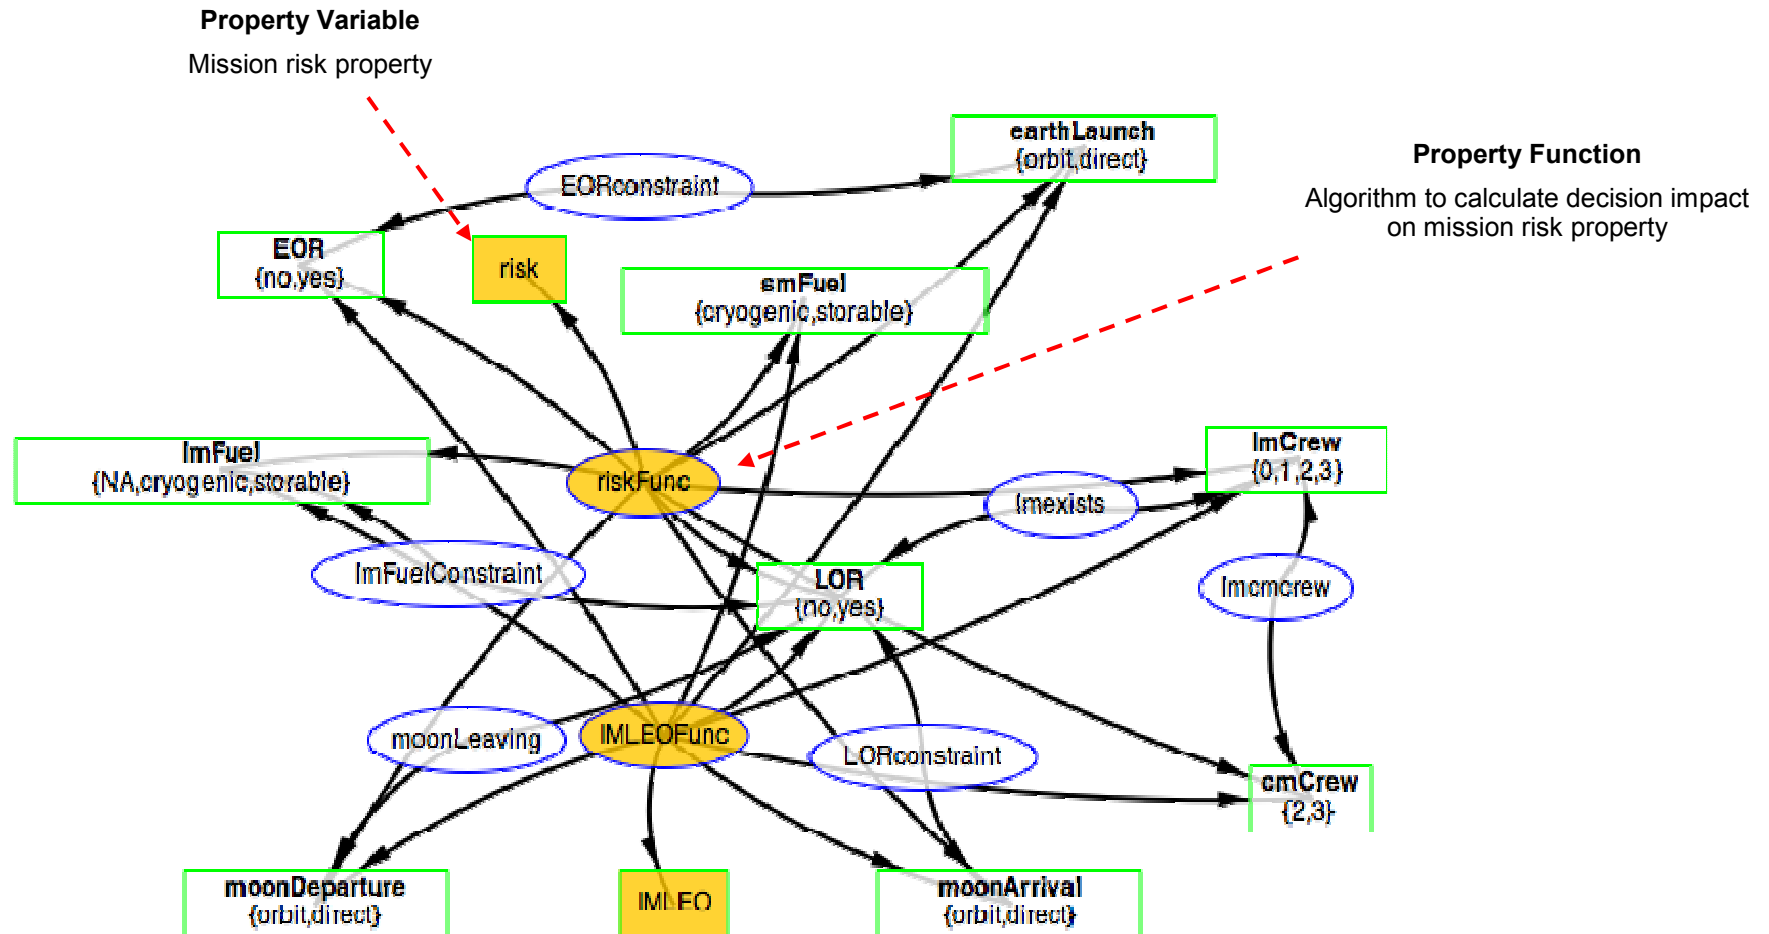 Property Variable
Mission risk property
earthLaunch
{orbit,direct}
Property Function
Algorithm to calculate decision impact
on mission risk property
EORconstraint
EOR
{no,yes}
risk
smFuel
{cryogenic,storable}
lmFuel
{NA,cryogenic,storable}
riskFunc
lmCrew
{0,1,2,3}
lmexists
lmFuelConstraint
LOR
{no,yes}
lmcmcrew
moonLeaving
IMLEOFunc
LORconstraint
cmCrew
{2,3}
moonDeparture
{orbit,direct}
IMLEO
moonArrival
{orbit,direct}